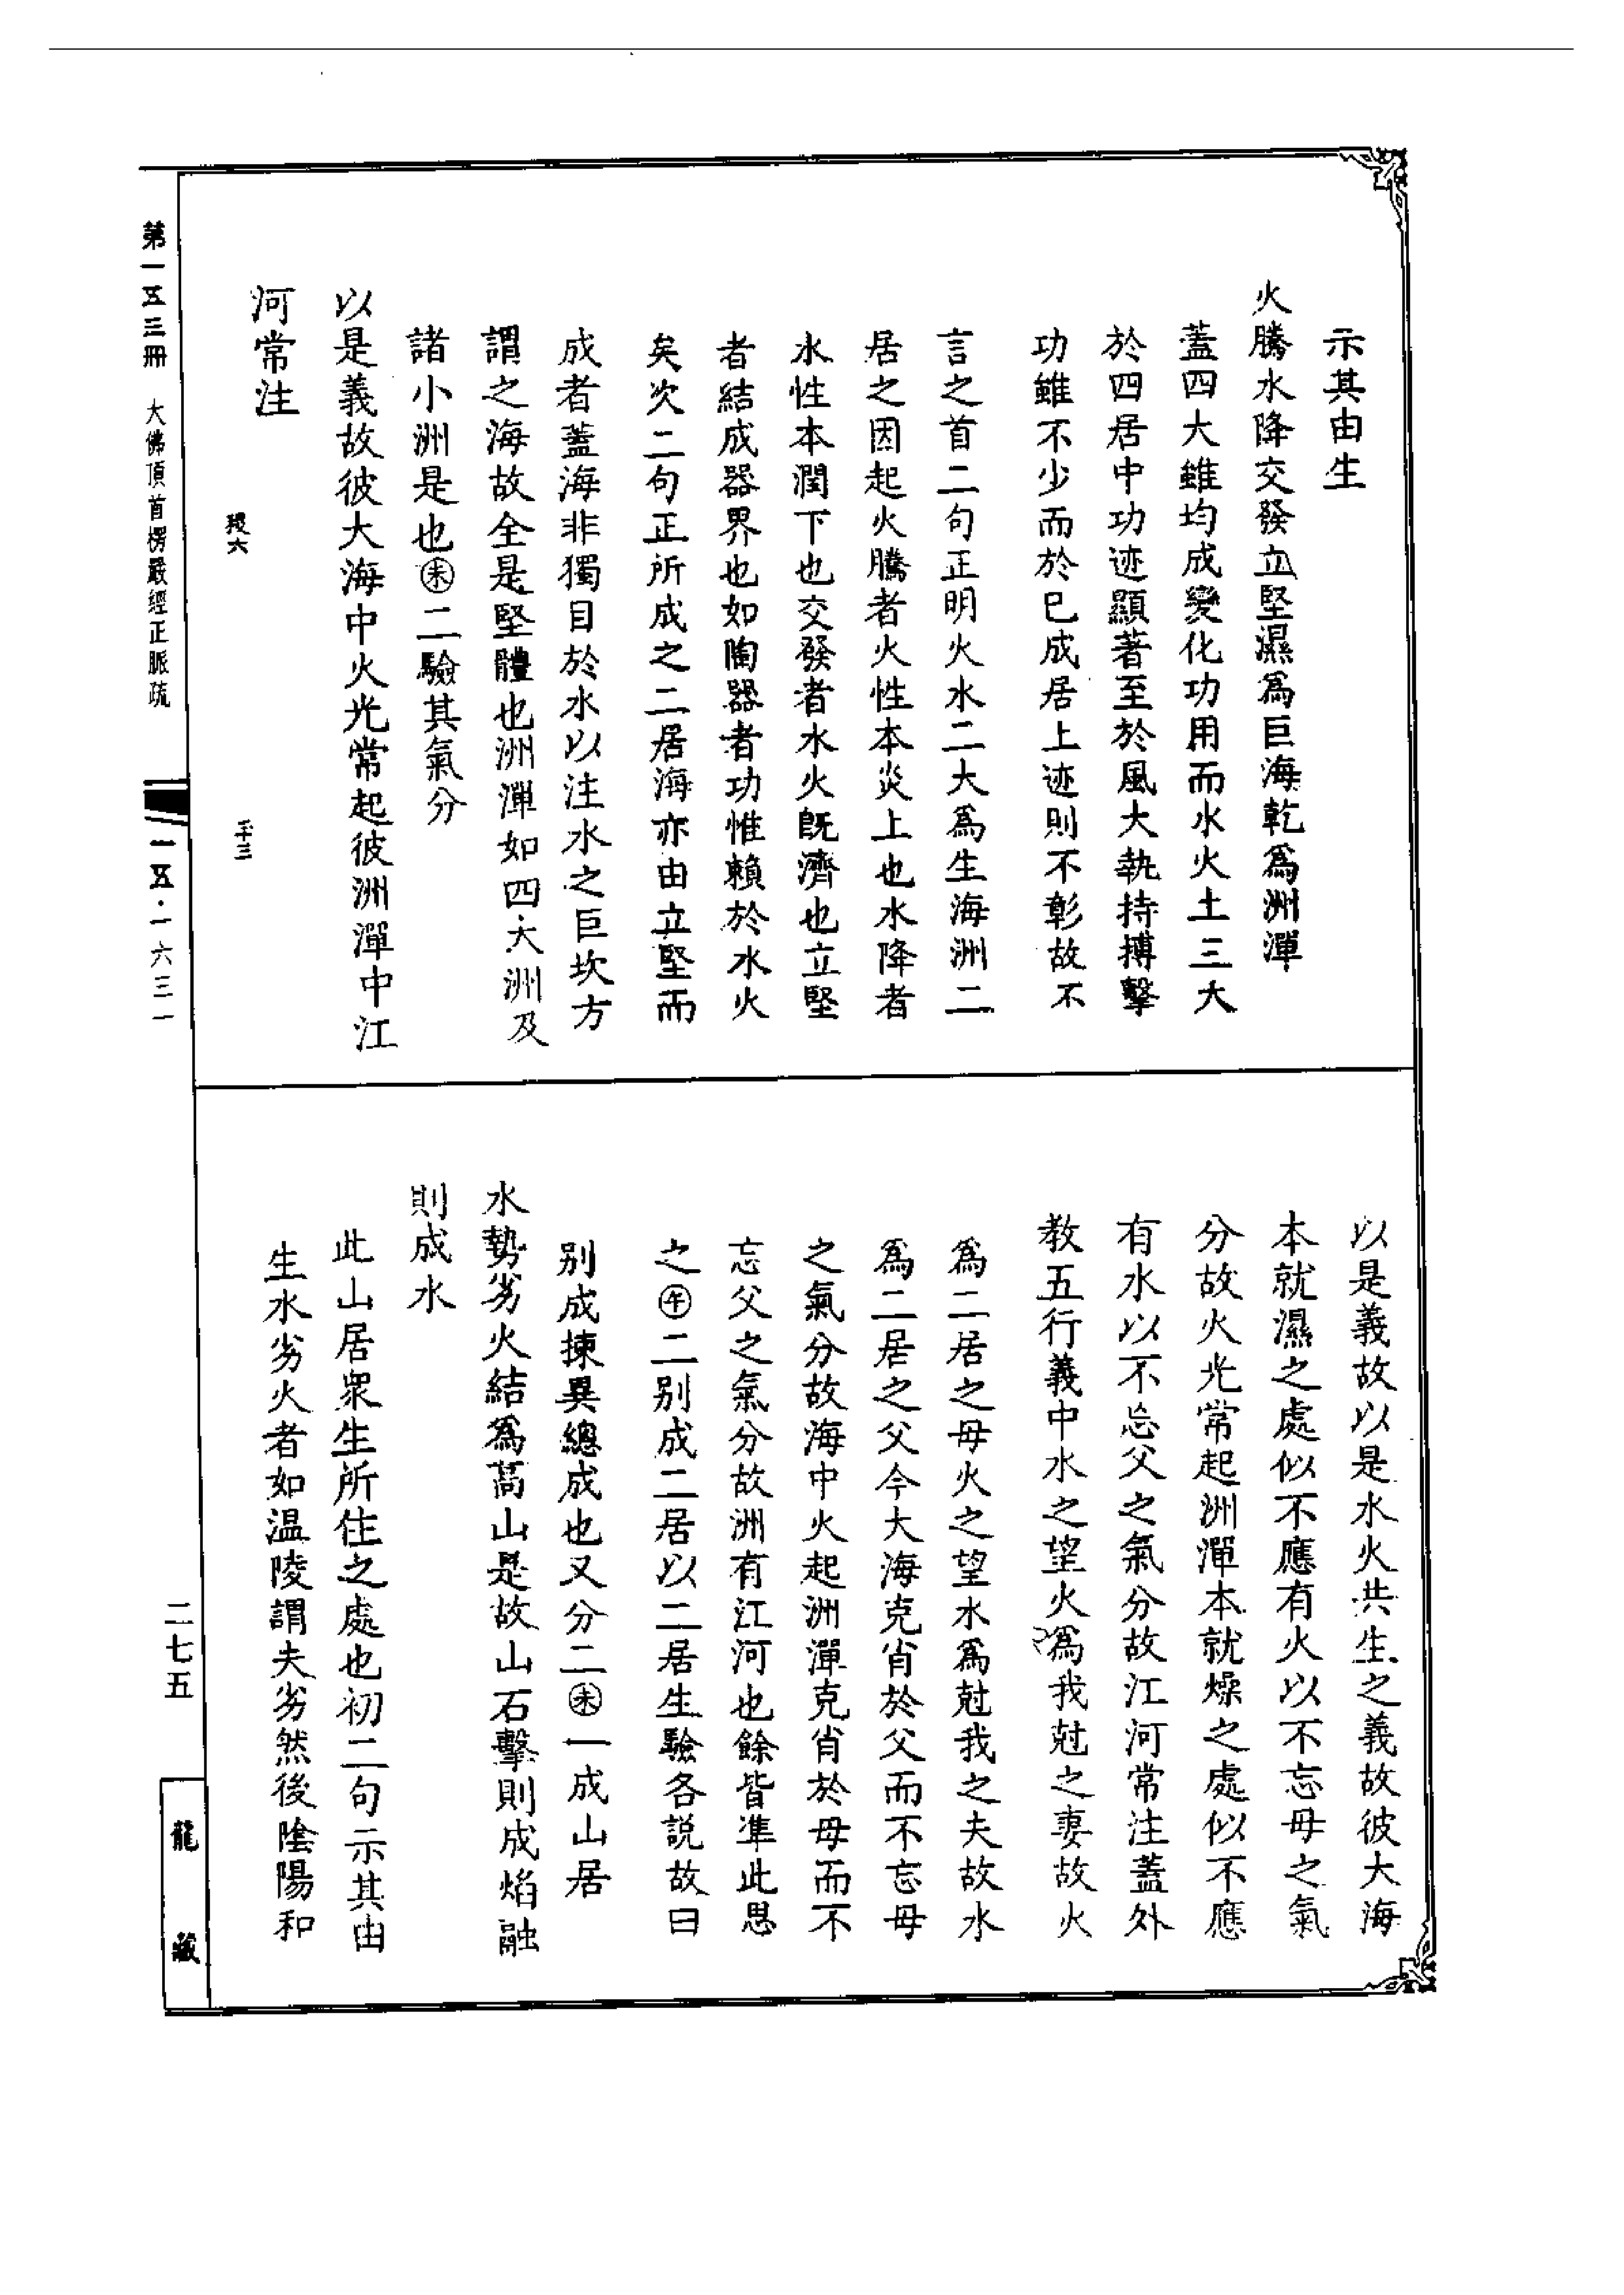 示其由生
火騰水降交發立堅濕爲巨海乾爲洲潬
蓋四大雖均成變化功用而水火土三大
於四居中功迹顯著至於風大執持搏擊
功雖不少而於已成居上迹則不彰故不
言之首二句正明火水二大爲生海洲二
居之因起火騰者火性本炎上也水降者
水性本潤下也交發者水火既濟也立堅
者結成器界也如陶器者功惟賴於水火
矣次二句正所成之二居海亦由立堅而
成者蓋海非獨目於水以注水之巨坎方
謂之海故全是堅體也洲潬如四大洲及
諸小洲是也㊍二驗其氣分
以是義故彼大海中火光常起彼洲潬中江
河常注
以是義故以是水火共生之義故彼大海
本就濕之處似不應有火以不忘母之氣
分故火光常起洲潬本就燥之處似不應
有水以不忘父之氣分故江河常注蓋外
教五行義中水之望火爲我尅之妻故火
爲二居之母火之望水爲尅我之夫故水
爲二居之父今大海克肖於父而不忘母
之氣分故海中火起洲潬克肖於母而不
忘父之氣分故洲有江河也餘皆準此思
之㊍二別成二居以二居生驗各説故曰
別成揀異總成也又分二㊍一成山居
水勢劣火結爲高山是故山石擊則成焰融
則成水
此山居衆生所住之處也初二句示其由
生水劣火者如温陵謂夫劣然後陰陽和
第一五三冊　大佛頂首楞嚴經正脈疏
一五·一六三一
二七五
龍藏